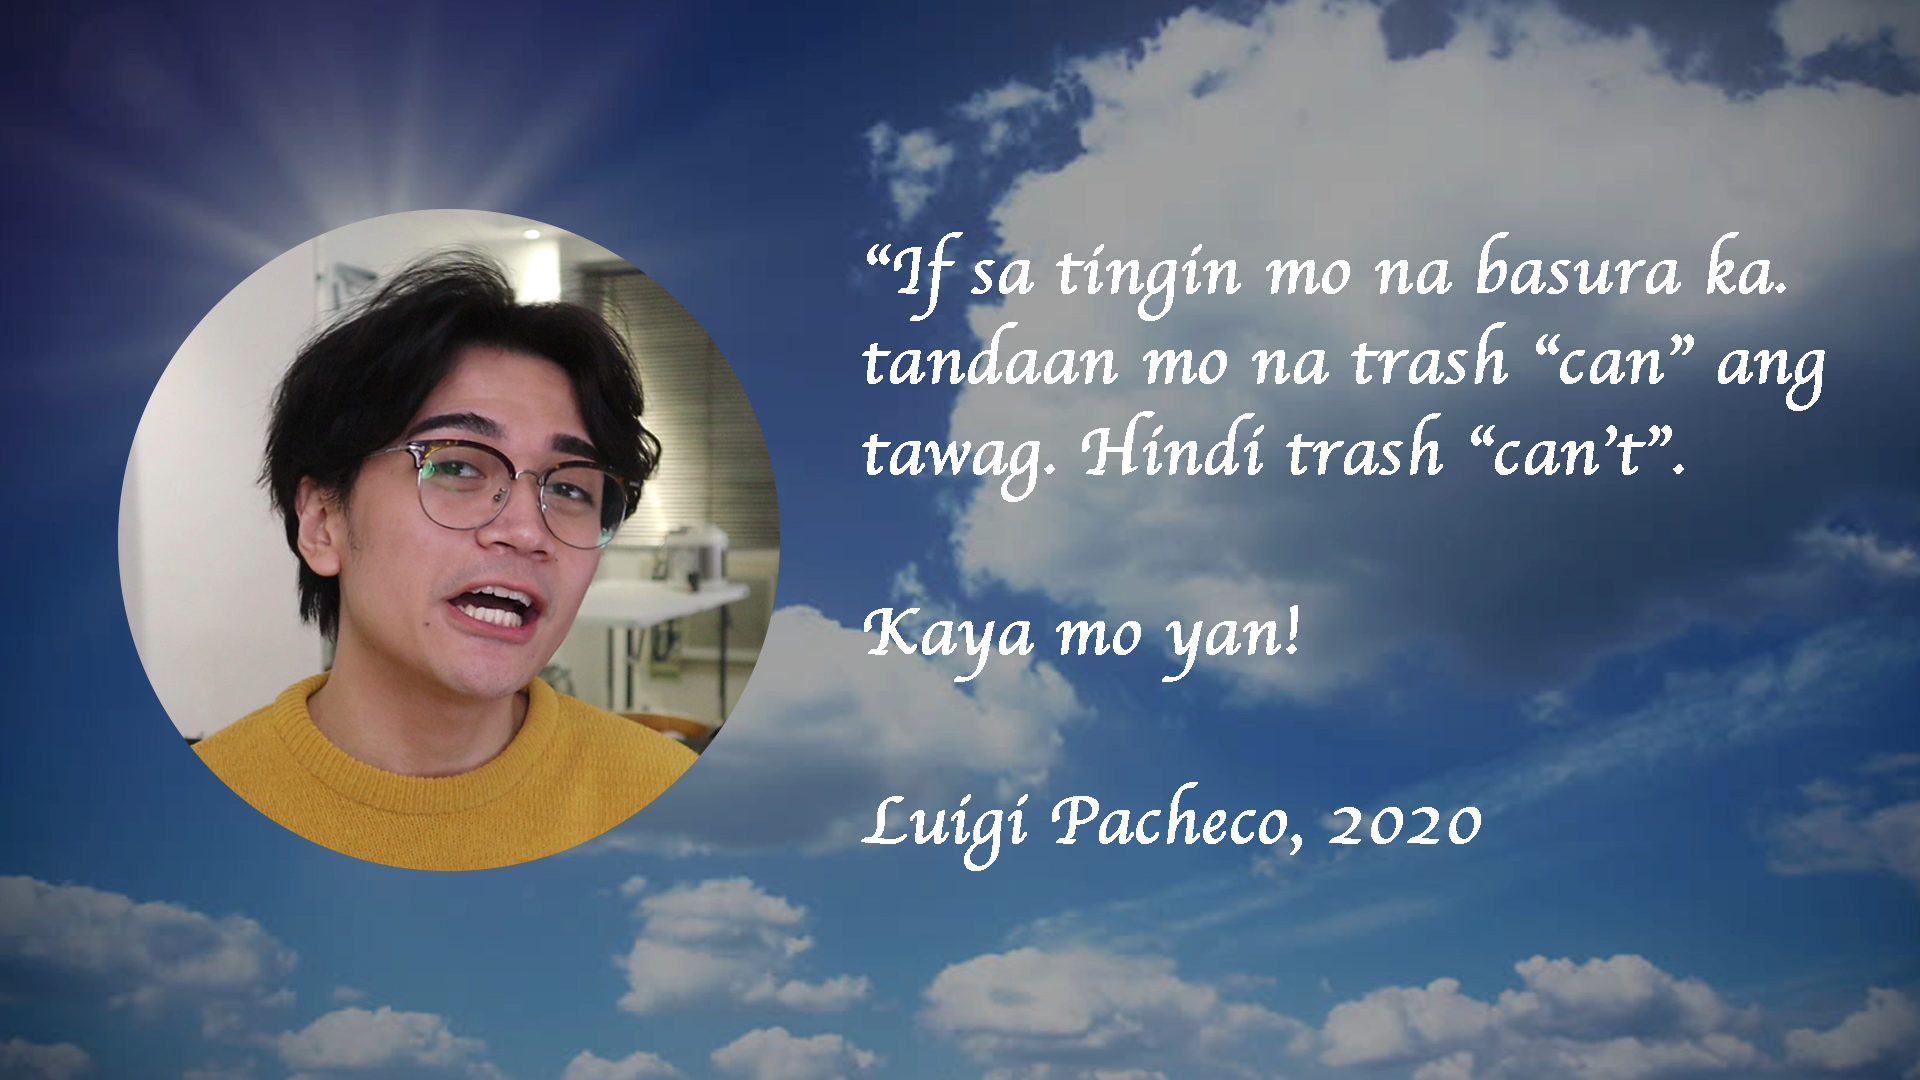 “If sa tingin mo na basura ka.
tandaan mo na trash “can” ang
tawag. Hindi trash “can’t”.
Kaya mo yan!
Luigi Pacheco, 2020